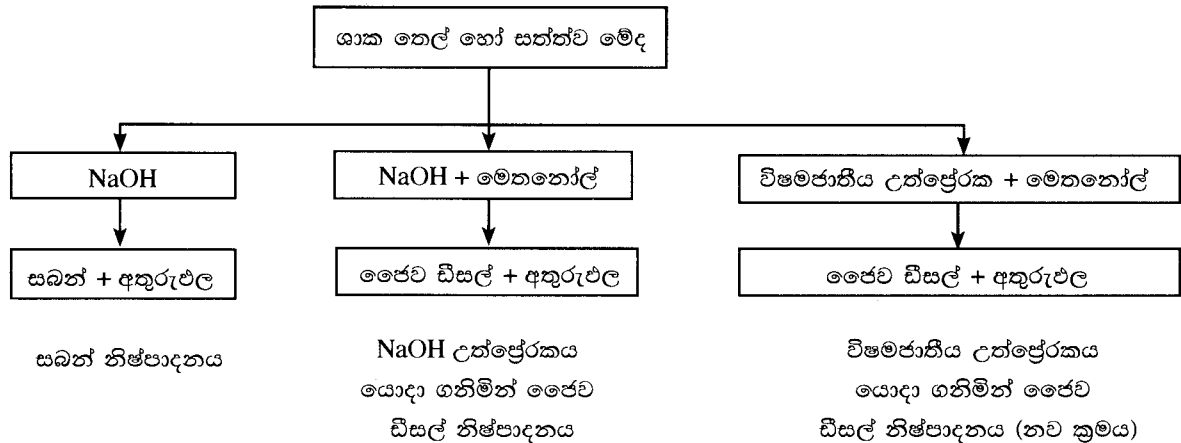 ශාක තෙල් හෝ සත්ත්ව මේද
NaOH
NaOH + මෙතනෝල්
විෂමජාතීය උත්ප්‍රේරක + මෙතනෝල්
සබන් + අතුරුඵල
ජෛව ඩීසල් + අතුරුඵල
ජෛව ඩීසල් + අතුරුඵල
සබන් නිෂ්පාදනය
NaOH උත්ප්‍රේරකය
යොදා ගනිමින් ජෛව
ඩීසල් නිෂ්පාදනය
විෂමජාතීය උත්ප්‍රේරකය
යොදා ගනිමින් ජෛව
ඩීසල් නිෂ්පාදනය (නව ක්‍රමය)